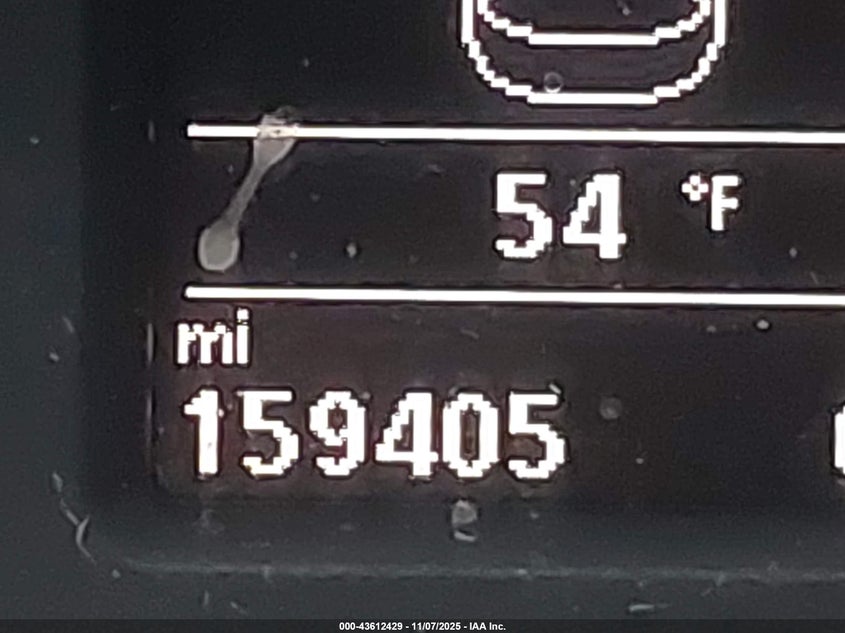 54 °F
mi
159405
000-43612429 - 11/07/2025 - IAA Inc.